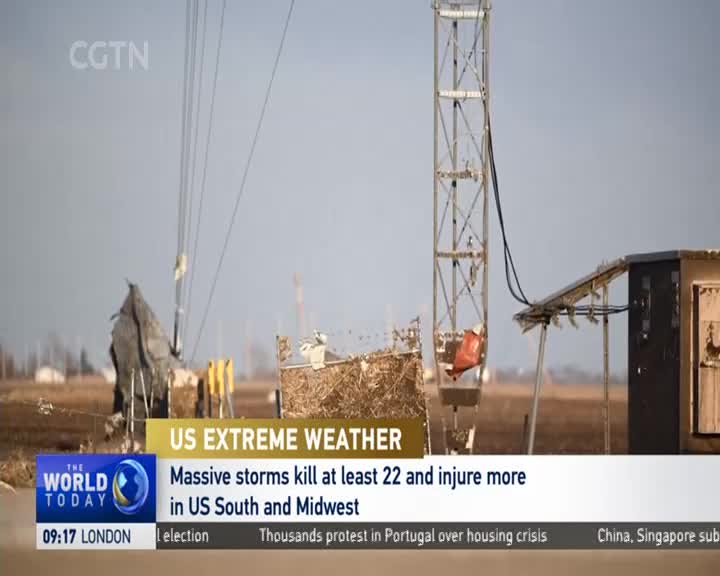 CGTN
US EXTREME WEATHER
THE
WORLD
TODAY
Massive storms kill at least 22 and injure more
in US South and Midwest
09:17 LONDON
l election Thousands protest in Portugal over housing crisis China, Singapore sub